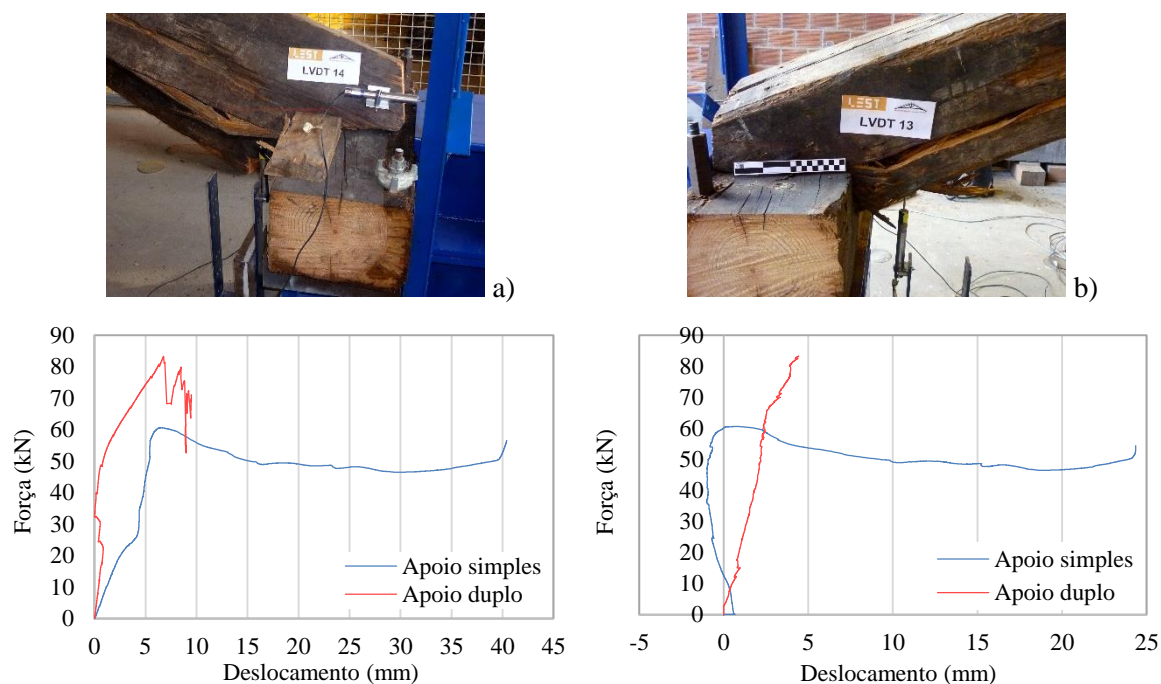 LEST
LVDT 14
a)
LEST
LVDT 13
b)
90
80
70
60
50
40
30
20
10
0
Força (kN)
Apoio simples
Apoio duplo
0 5 10 15 20 25 30 35 40 45
Deslocamento (mm)
90
80
70
60
50
40
30
20
10
0
Força (kN)
Apoio simples
Apoio duplo
-5 0 5 10 15 20 25
Deslocamento (mm)